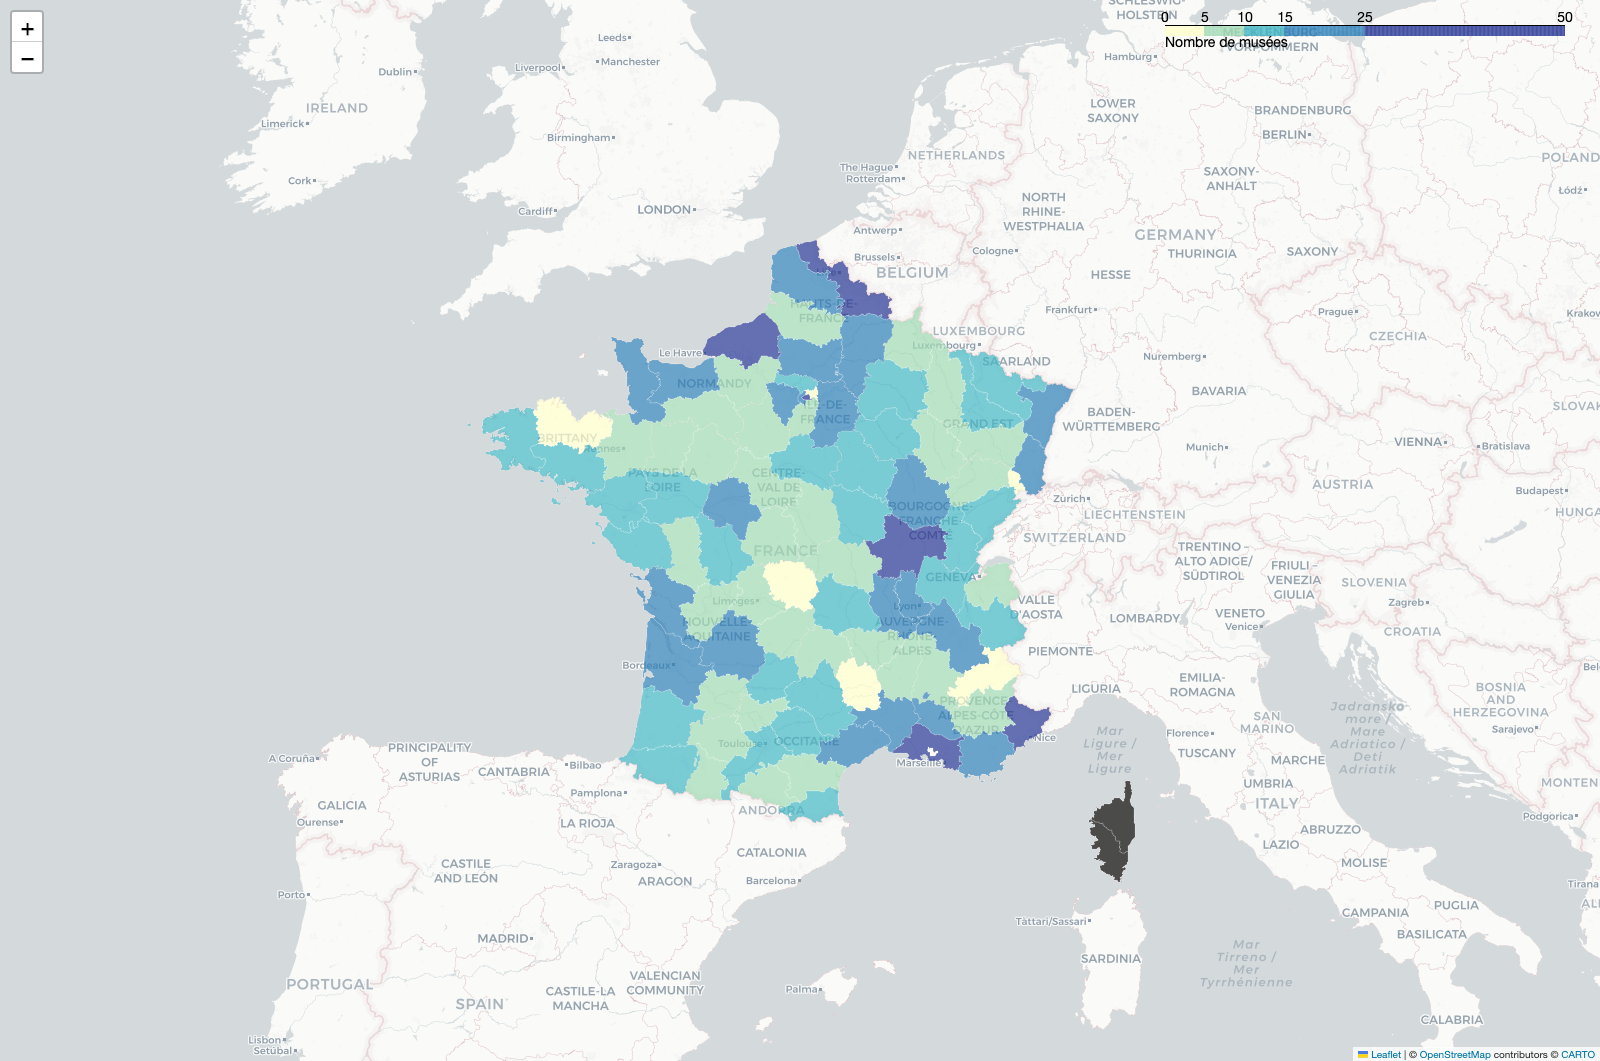 +
−
0 5 10 15 25 50
Nombre de musées
SCHLESWIG-
HOLSTEIN
MECKLENBURG-
VORPOMMERN
Leeds
Manchester
Liverpool
Dublin
IRELAND
Limerick
Birmingham
Cork
Cardiff
LONDON
Hamburg
LOWER
SAXONY
BRANDENBURG
BERLIN
NETHERLANDS
The Hague
Rotterdam
POLAND
Łódź
SAXONY-
ANHALT
NORTH
RHINE-
WESTPHALIA
Antwerp
Brussels
BELGIUM
Cologne
GERMANY
THURINGIA
SAXONY
HESSE
Frankfurt
Prague
CZECHIA
Krakow
HAUTS-DE-
FRANCE
LUXEMBOURG
Luxembourg
SAARLAND
Nuremberg
BAVARIA
Le Havre
NORMANDY
ÎLE-DE-
FRANCE
GRAND EST
BADEN-
WÜRTTEMBERG
SLOVAK
Munich
VIENNA
Bratislava
AUSTRIA
Budapest
HUNGA
BRITTANY
Rennes
PAYS DE LA
LOIRE
CENTRE-
VAL DE
LOIRE
BOURGOGNE-
FRANCHE-
COMTÉ
Zürich
LIECHTENSTEIN
SWITZERLAND
FRANCE
GENEVA
TRENTINO -
ALTO ADIGE/
SÜDTIROL
FRIULI -
VENEZIA
GIULIA
SLOVENIA
Zagreb
CROATIA
Limoges
Lyon
VALLE
D'AOSTA
LOMBARDY
VENETO
Venice
NOUVELLE-
AQUITAINE
AUVERGNE-
RHÔNE-
ALPES
PIEMONTE
Bordeaux
LIGURIA
EMILIA-
ROMAGNA
Bel
BOSNIA
AND
HERZEGOVINA
Sarajevo
PROVENCE-
ALPES-CÔTE
D'AZUR
Toulouse
OCCITANIE
Nice
Marseille
Mar
Ligure /
Mer
Ligure
Florence
SAN
MARINO
TUSCANY
MARCHE
Jadransko
more /
Mare
Adriatico /
Deti
Adriatik
UMBRIA
ITALY
MONTEN
Podgorica
A Coruña
PRINCIPALITY
OF
ASTURIAS
CANTABRIA
Bilbao
Pamplona
GALICIA
Ourense
LA RIOJA
ANDORRA
CATALONIA
Zaragoza
ARAGON
Barcelona
CASTILE
AND LEÓN
Porto
ABRUZZO
LAZIO
MOLISE
Tirana
AL
PUGLIA
CAMPANIA
BASILICATA
Tàttari/Sassari
SARDINIA
Mar
Tirreno /
Mer
Tyrrhénienne
MADRID
PORTUGAL
SPAIN
CASTILE-LA
MANCHA
VALENCIAN
COMMUNITY
Palma
CALABRIA
Lisbon
Setúbal
Leaflet | © OpenStreetMap contributors © CARTO